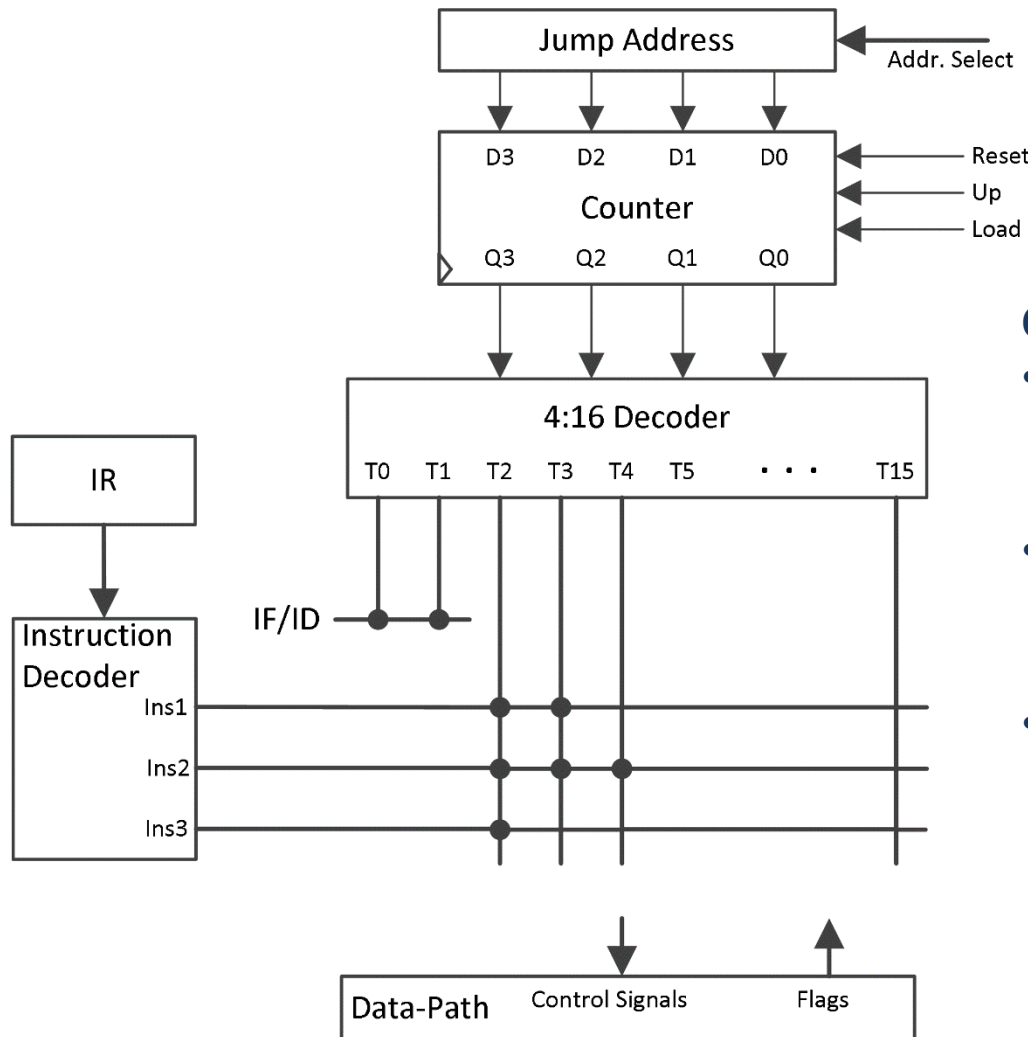 Jump Address
Addr. Select
D3 D2 D1 D0
Reset
Counter
Up
Load
Q3 Q2 Q1 Q0
4:16 Decoder
T0 T1 T2 T3 T4 T5 · · · T15
IR
IF/ID
Instruction
Decoder
Ins1
Ins2
Ins3
Data-Path
Control Signals
Flags